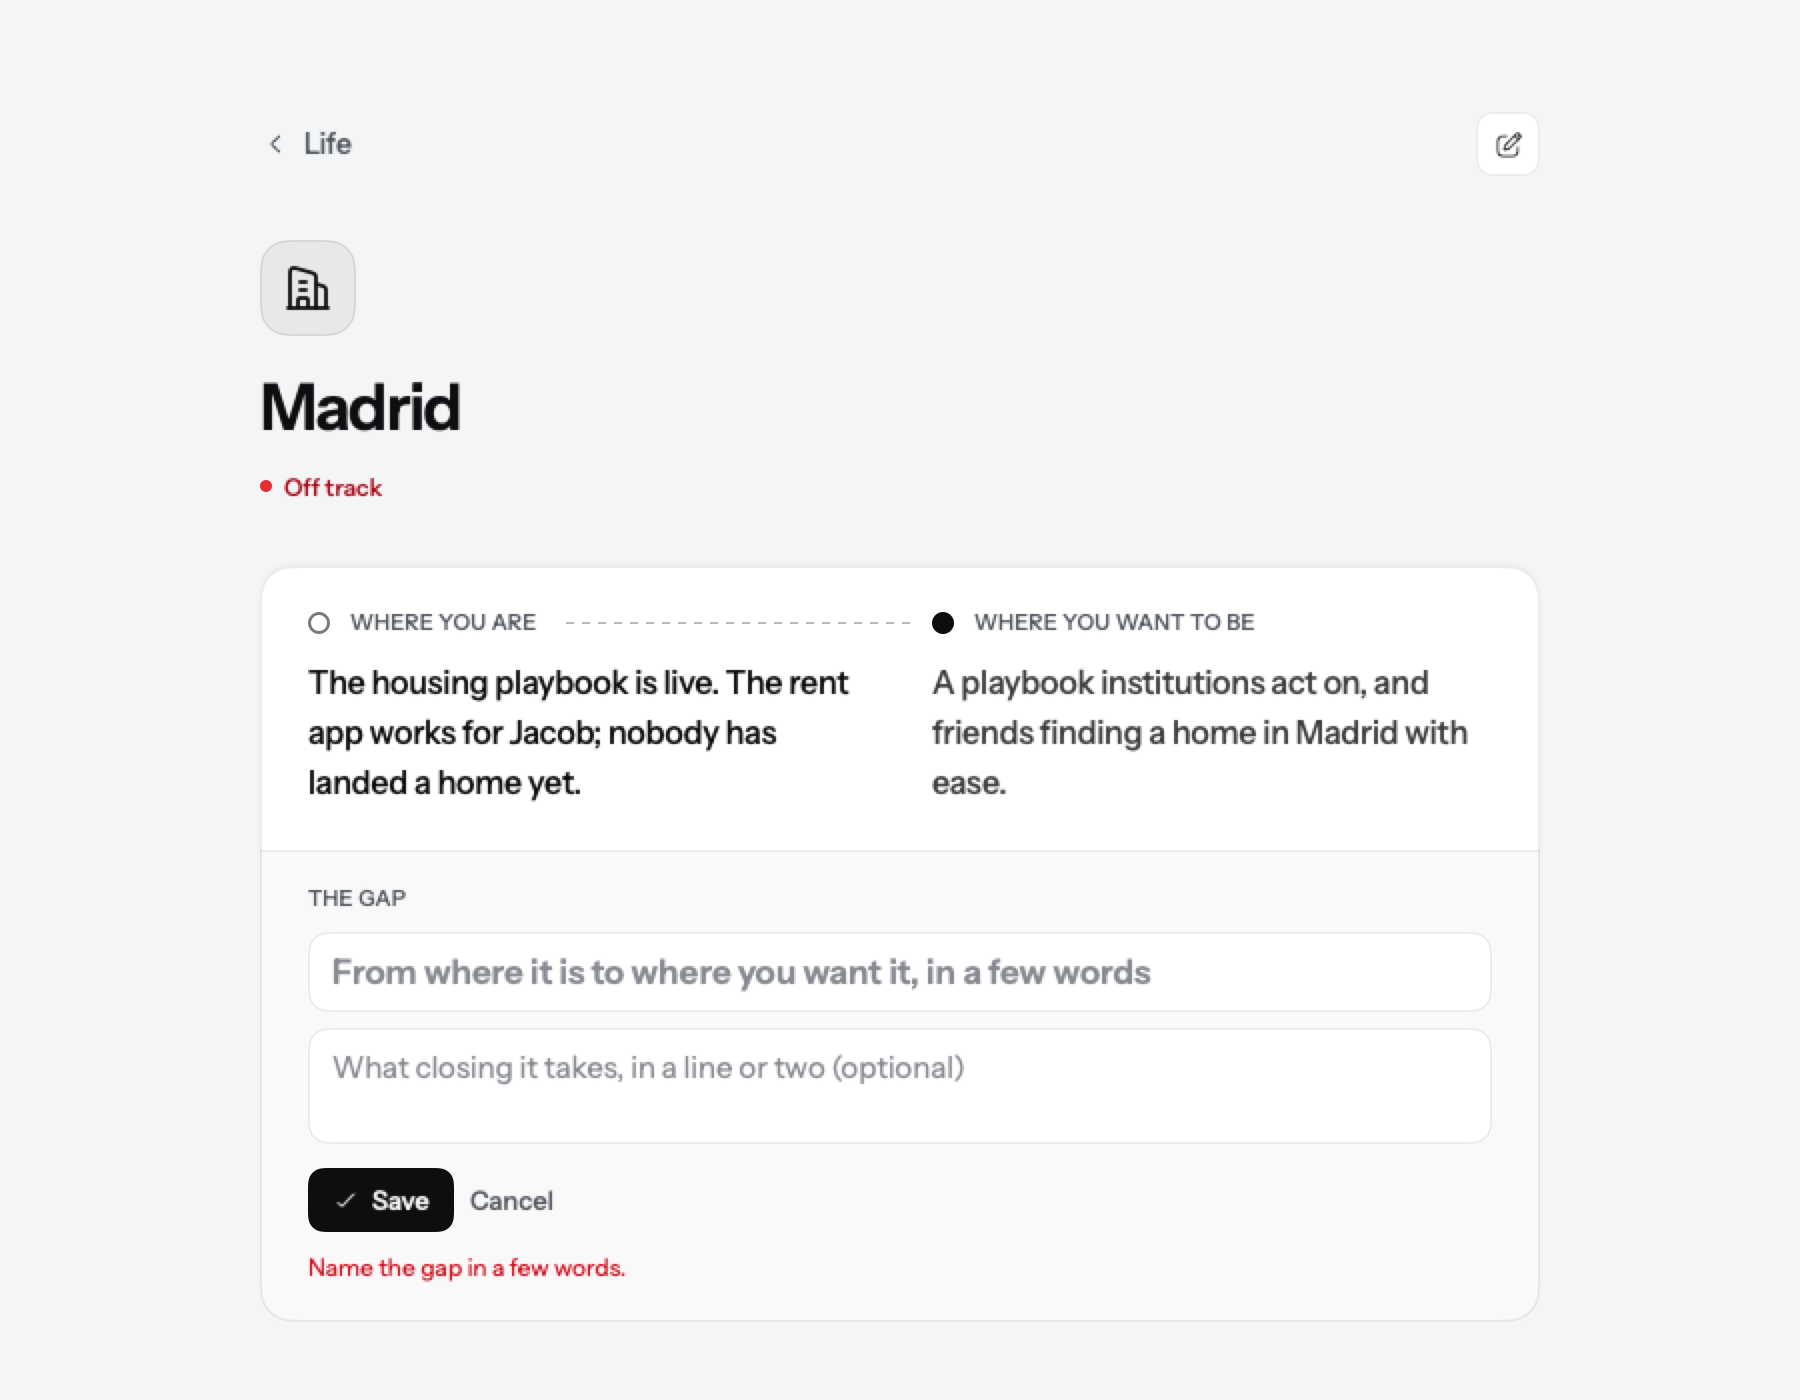 Life
Madrid
Off track
WHERE YOU ARE
The housing playbook is live. The rent
app works for Jacob; nobody has
landed a home yet.
WHERE YOU WANT TO BE
A playbook institutions act on, and
friends finding a home in Madrid with
ease.
THE GAP
From where it is to where you want it, in a few words
What closing it takes, in a line or two (optional)
Save Cancel
Name the gap in a few words.